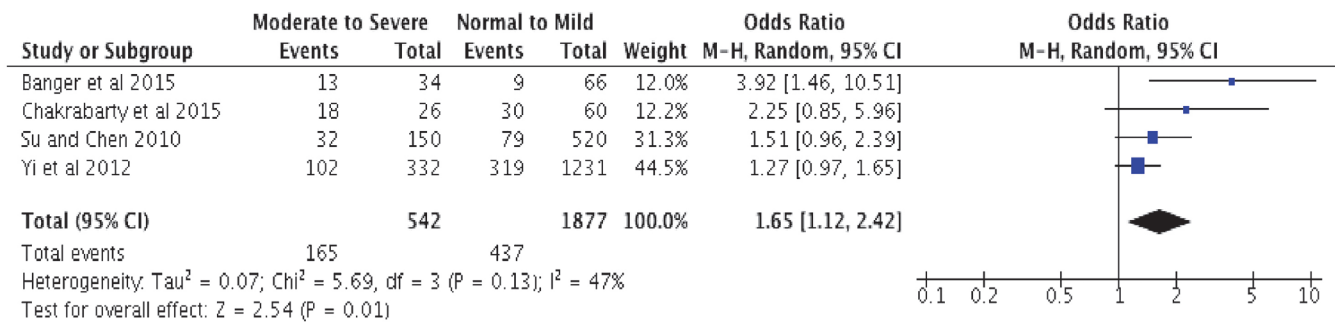 Moderate to Severe Normal to Mild Odds Ratio Odds Ratio
Study or Subgroup Events Total Events Total Weight M-H, Random, 95% CI M-H, Random, 95% CI
Banger et al 2015 13 34 9 66 12.0% 3.92 [1.46, 10.51]
Chakrabarty et al 2015 18 26 30 60 12.2% 2.25 [0.85, 5.96]
Su and Chen 2010 32 150 79 520 31.3% 1.51 [0.96, 2.39]
Yi et al 2012 102 332 319 1231 44.5% 1.27 [0.97, 1.65]
Total (95% CI) 542 1877 100.0% 1.65 [1.12, 2.42]
Total events 165 437
Heterogeneity: Tau² = 0.07; Chi² = 5.69, df = 3 (P = 0.13); I² = 47%
0.1 0.2 0.5 1 2 5 10
Test for overall effect: Z = 2.54 (P = 0.01)